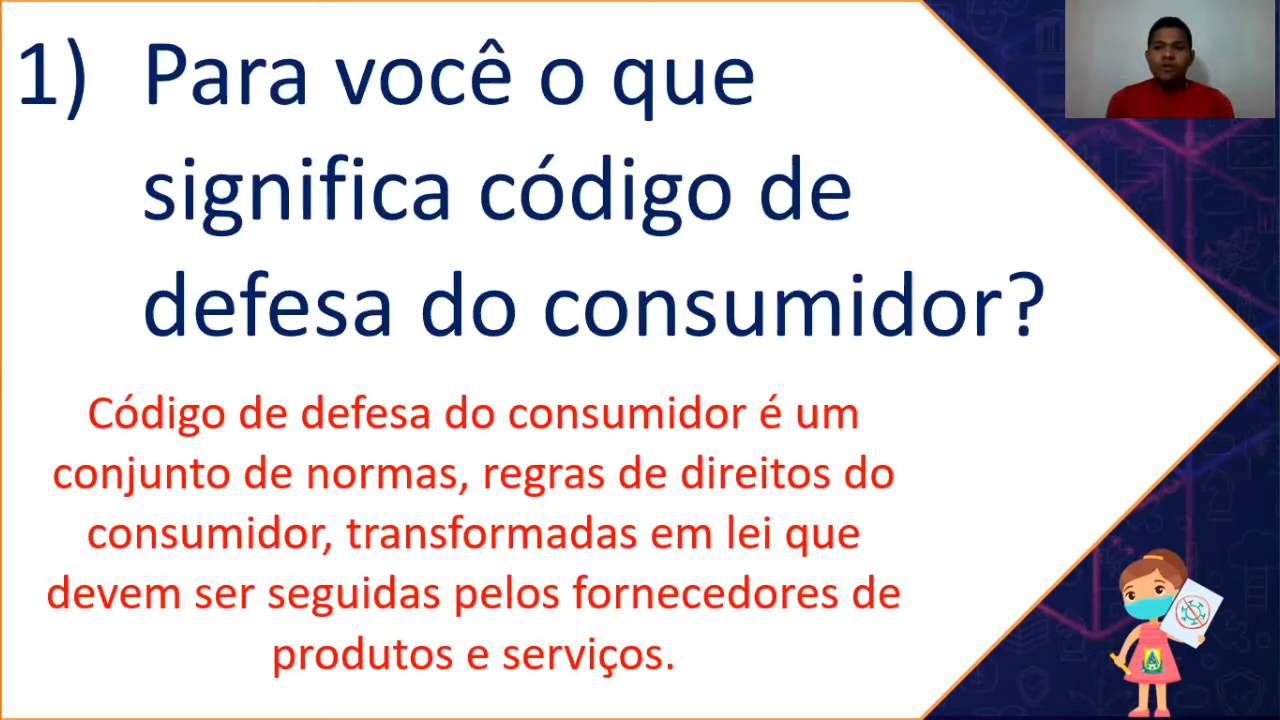 1) Para você o que
significa código de
defesa do consumidor?
Código de defesa do consumidor é um
conjunto de normas, regras de direitos do
consumidor, transformadas em lei que
devem ser seguidas pelos fornecedores de
produtos e serviços.